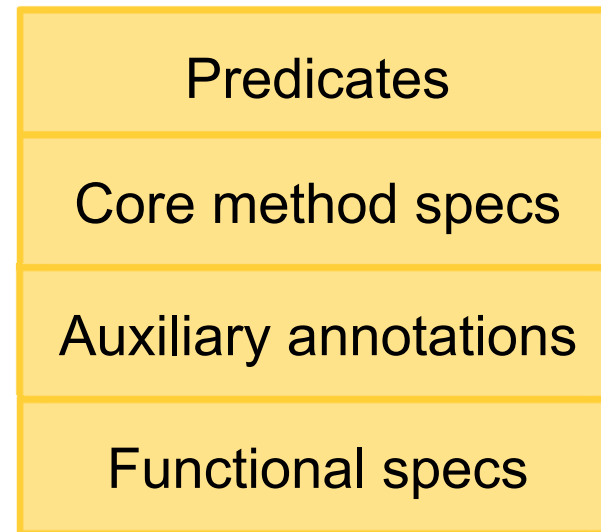 Predicates
Core method specs
Auxiliary annotations
Functional specs